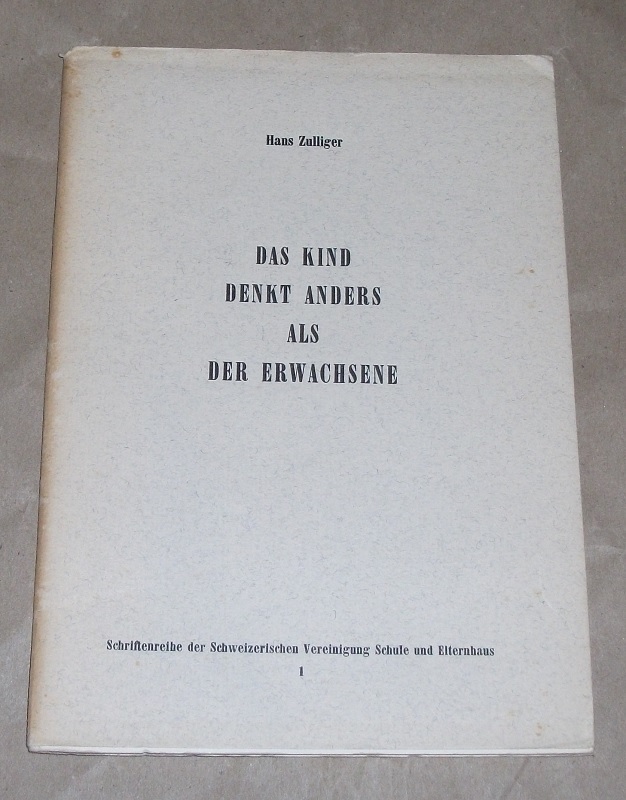 Hans Zulliger
DAS KIND
DENKT ANDERS
ALS
DER ERWACHSENE
Schriftenreihe der Schweizerischen Vereinigung Schule und Elternhaus
1